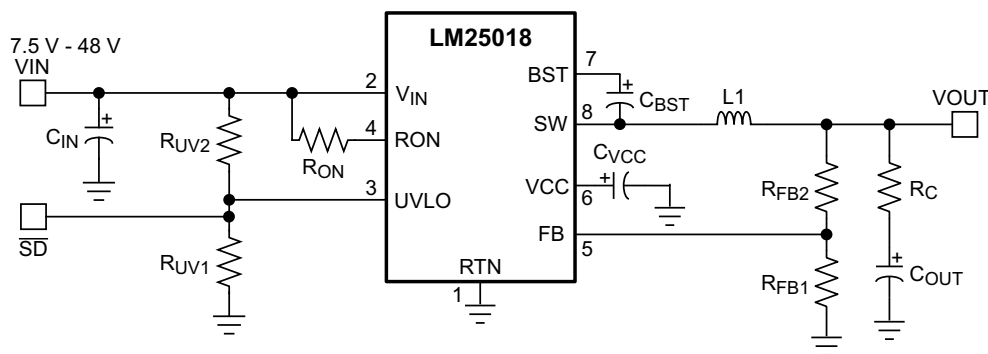 LM25018
7.5 V - 48 V
VIN
7
BST
CBST
2
VIN
8
SW
L1
VOUT
CIN
RUV2
4
RON
RON
CVCC
3
UVLO
VCC
6
RFB2
RC
SD
FB
5
RUV1
RTN
1
RFB1
COUT